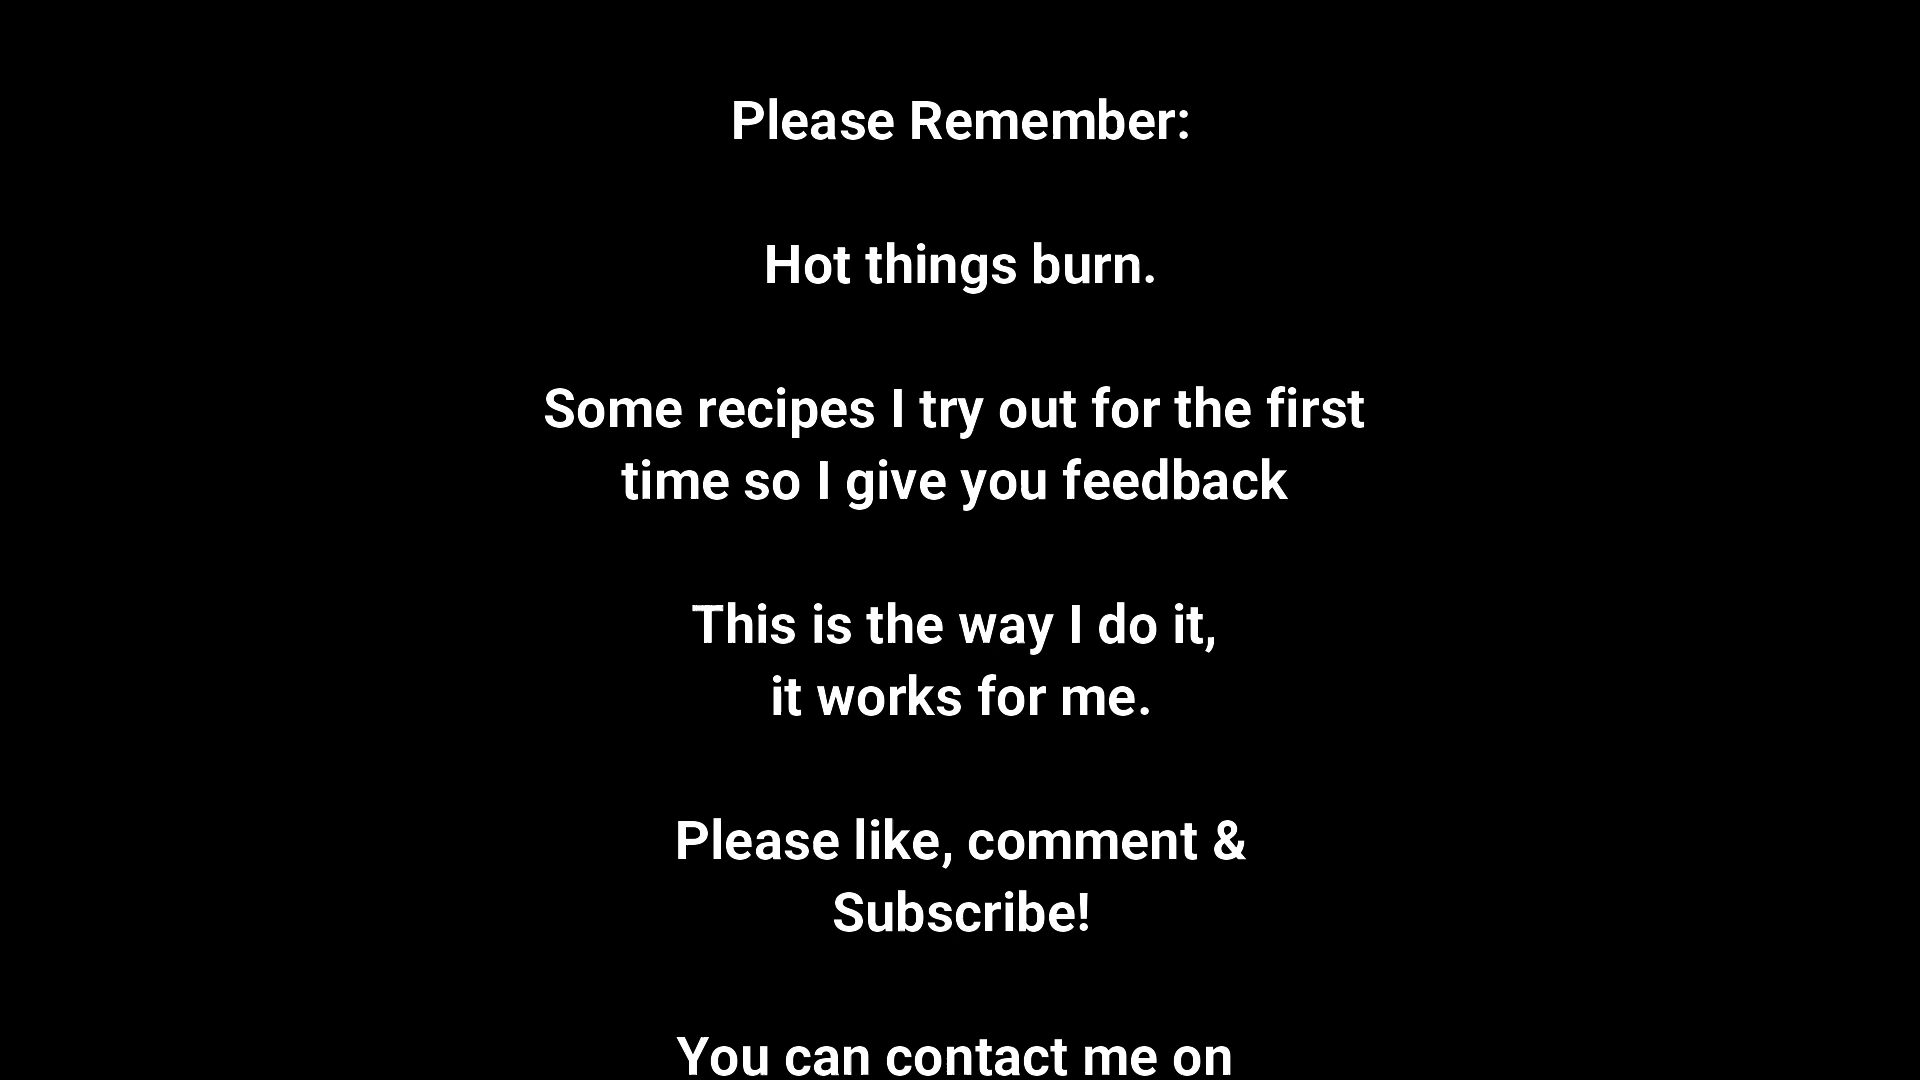 Please Remember:
Hot things burn.
Some recipes I try out for the first
time so I give you feedback
This is the way I do it,
it works for me.
Please like, comment &
Subscribe!
You can contact me on